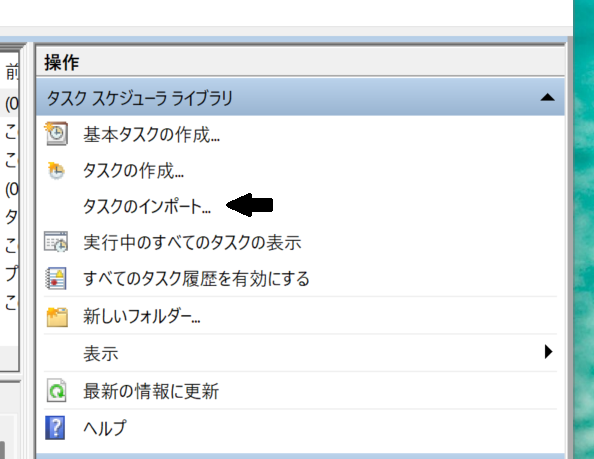 操作
タスク スケジューラ ライブラリ
基本タスクの作成...
タスクの作成...
タスクのインポート...
実行中のすべてのタスクの表示
すべてのタスク履歴を有効にする
新しいフォルダー...
表示
最新の情報に更新
ヘルプ
前
(0
こ
こ
(0
タ
こ
プ
こ